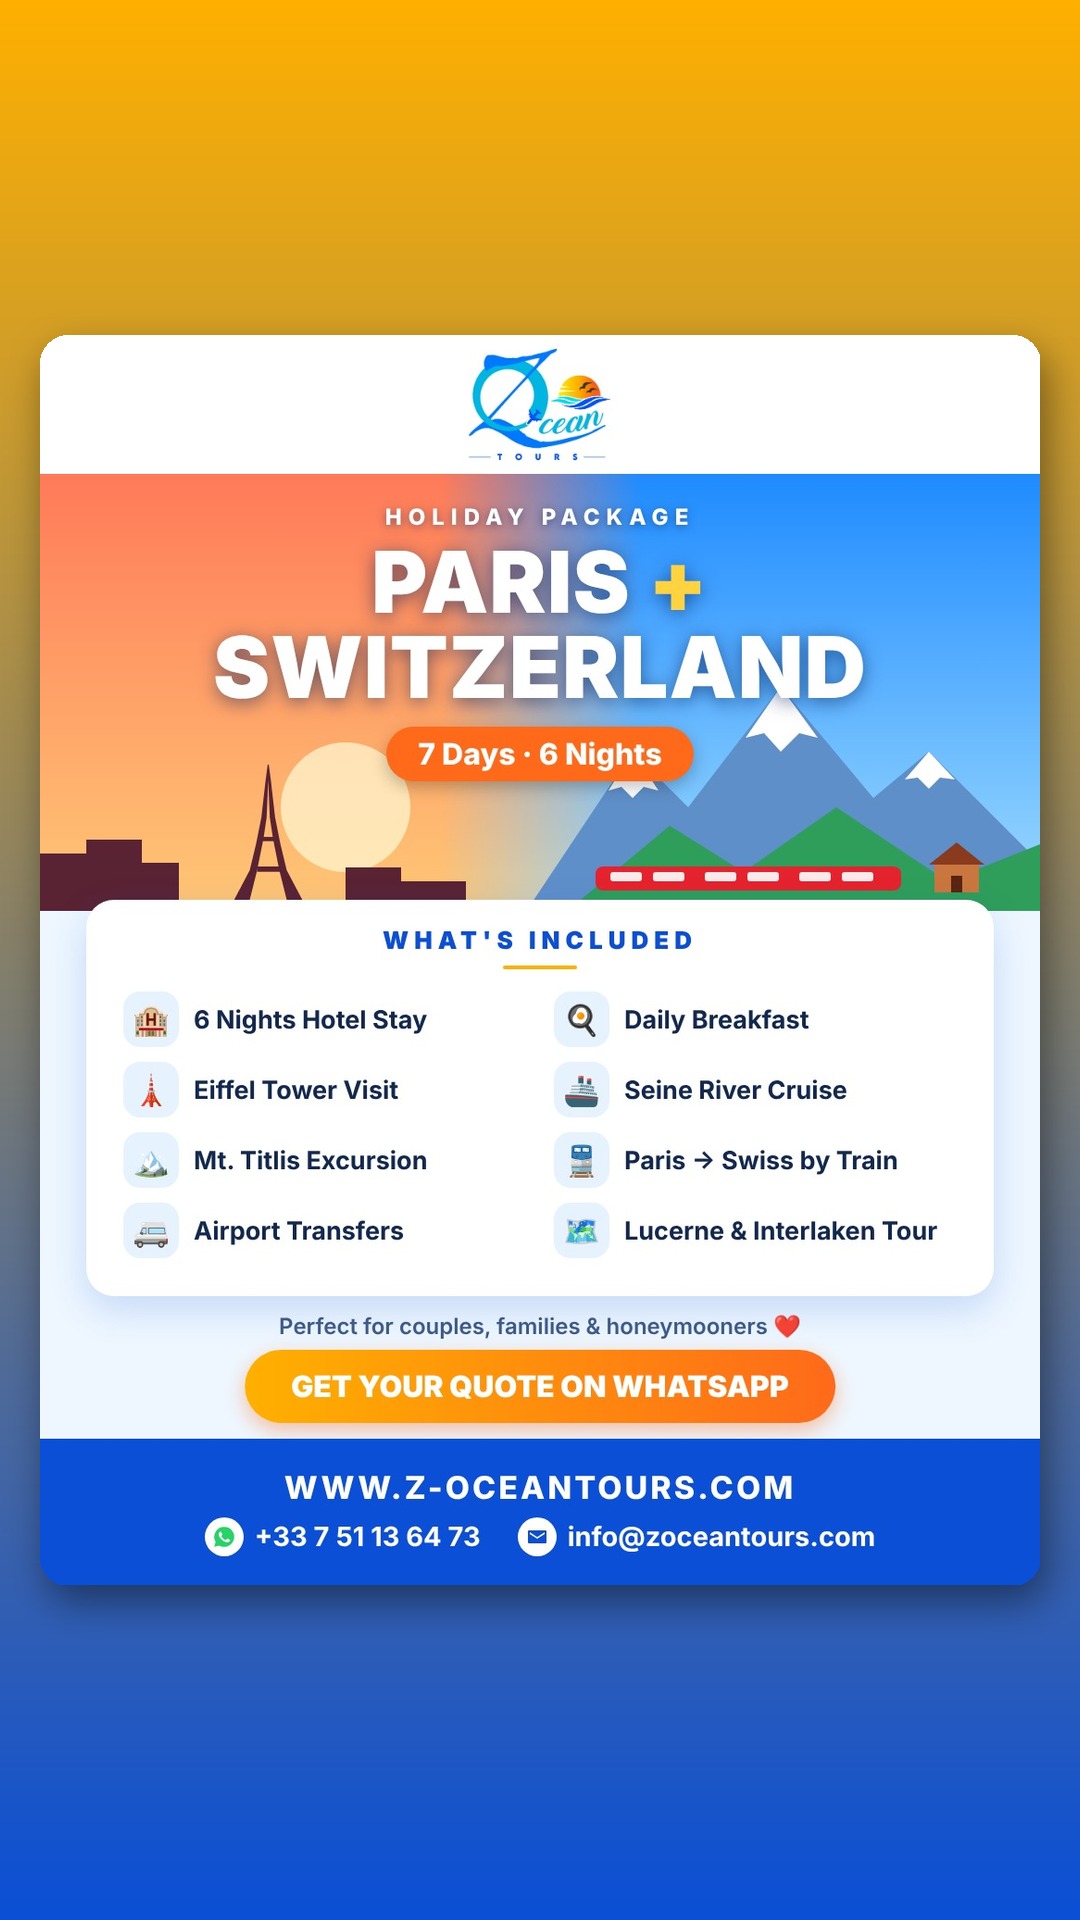 Z Ocean
TOURS
HOLIDAY PACKAGE
PARIS +
SWITZERLAND
7 Days · 6 Nights
WHAT'S INCLUDED
6 Nights Hotel Stay
Daily Breakfast
Eiffel Tower Visit
Seine River Cruise
Mt. Titlis Excursion
Paris → Swiss by Train
Airport Transfers
Lucerne & Interlaken Tour
Perfect for couples, families & honeymooners ❤️
GET YOUR QUOTE ON WHATSAPP
WWW.Z-OCEANTOURS.COM
+33 7 51 13 64 73
info@zoceantours.com